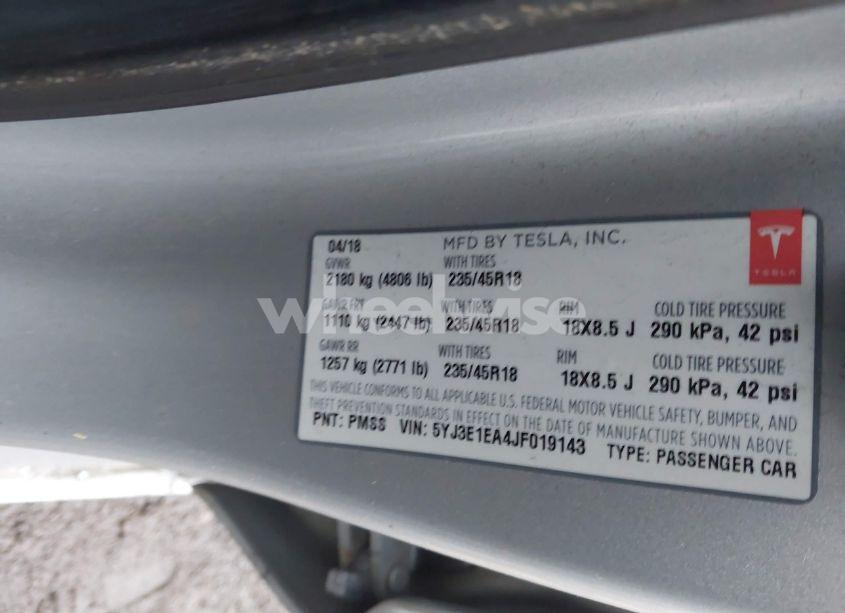 04/18 MFD BY TESLA, INC.
GVWR WITH TIRES
2180 kg (4806 lb) 235/45R18
GAWR FRT WITH TIRES RIM COLD TIRE PRESSURE
1110 kg (2447 lb) 235/45R18 18X8.5 J 290 kPa, 42 psi
GAWR RR WITH TIRES RIM COLD TIRE PRESSURE
1257 kg (2771 lb) 235/45R18 18X8.5 J 290 kPa, 42 psi
THIS VEHICLE CONFORMS TO ALL APPLICABLE U.S. FEDERAL MOTOR VEHICLE SAFETY, BUMPER, AND
THEFT PREVENTION STANDARDS IN EFFECT ON THE DATE OF MANUFACTURE SHOWN ABOVE.
PNT: PMSS VIN: 5YJ3E1EA4JF019143 TYPE: PASSENGER CAR
TESLA
wheelwise